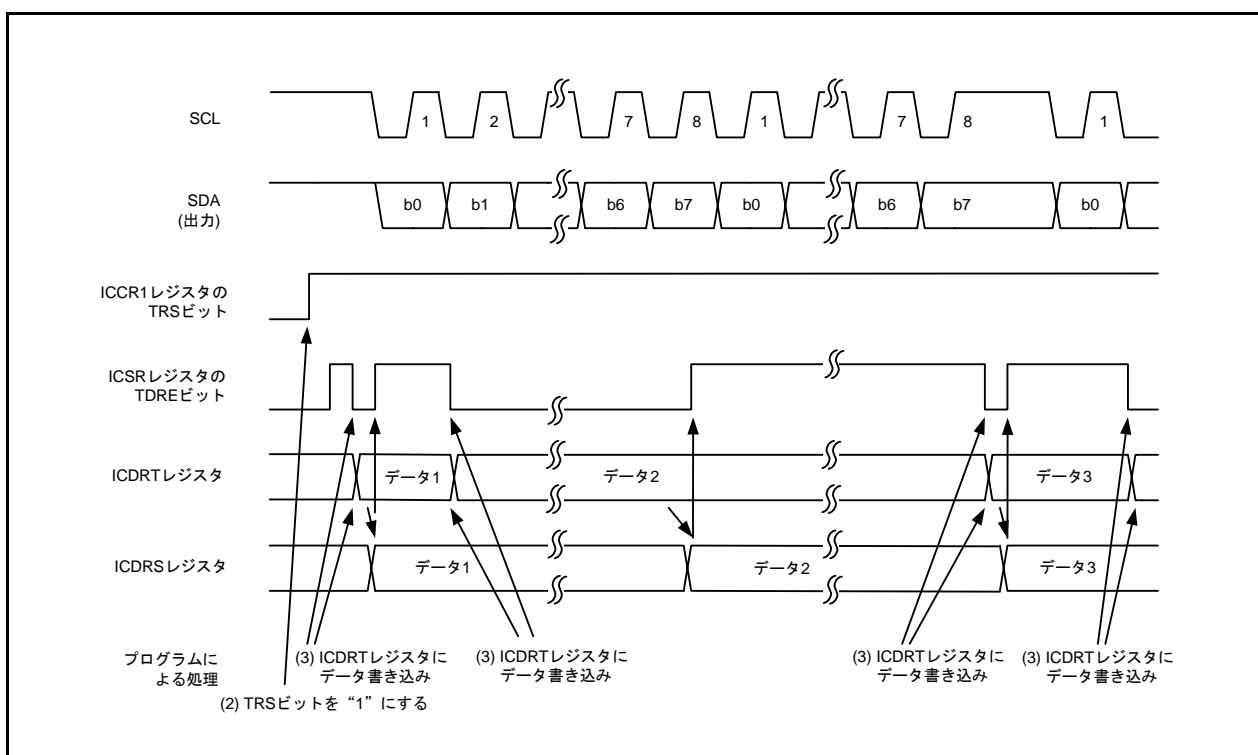 SCL
1 2 7 8 1 7 8 1
SDA
(出力)
b0 b1 b6 b7 b0 b6 b7 b0
ICCR1レジスタの
TRSビット
ICSRレジスタの
TDREビット
ICDRTレジスタ
データ1 データ2 データ3
ICDRSレジスタ
データ1 データ2 データ3
プログラムに
よる処理
(3) ICDRTレジスタに
データ書き込み
(3) ICDRTレジスタに
データ書き込み
(3) ICDRTレジスタに
データ書き込み
(3) ICDRTレジスタに
データ書き込み
(2) TRSビットを“1”にする